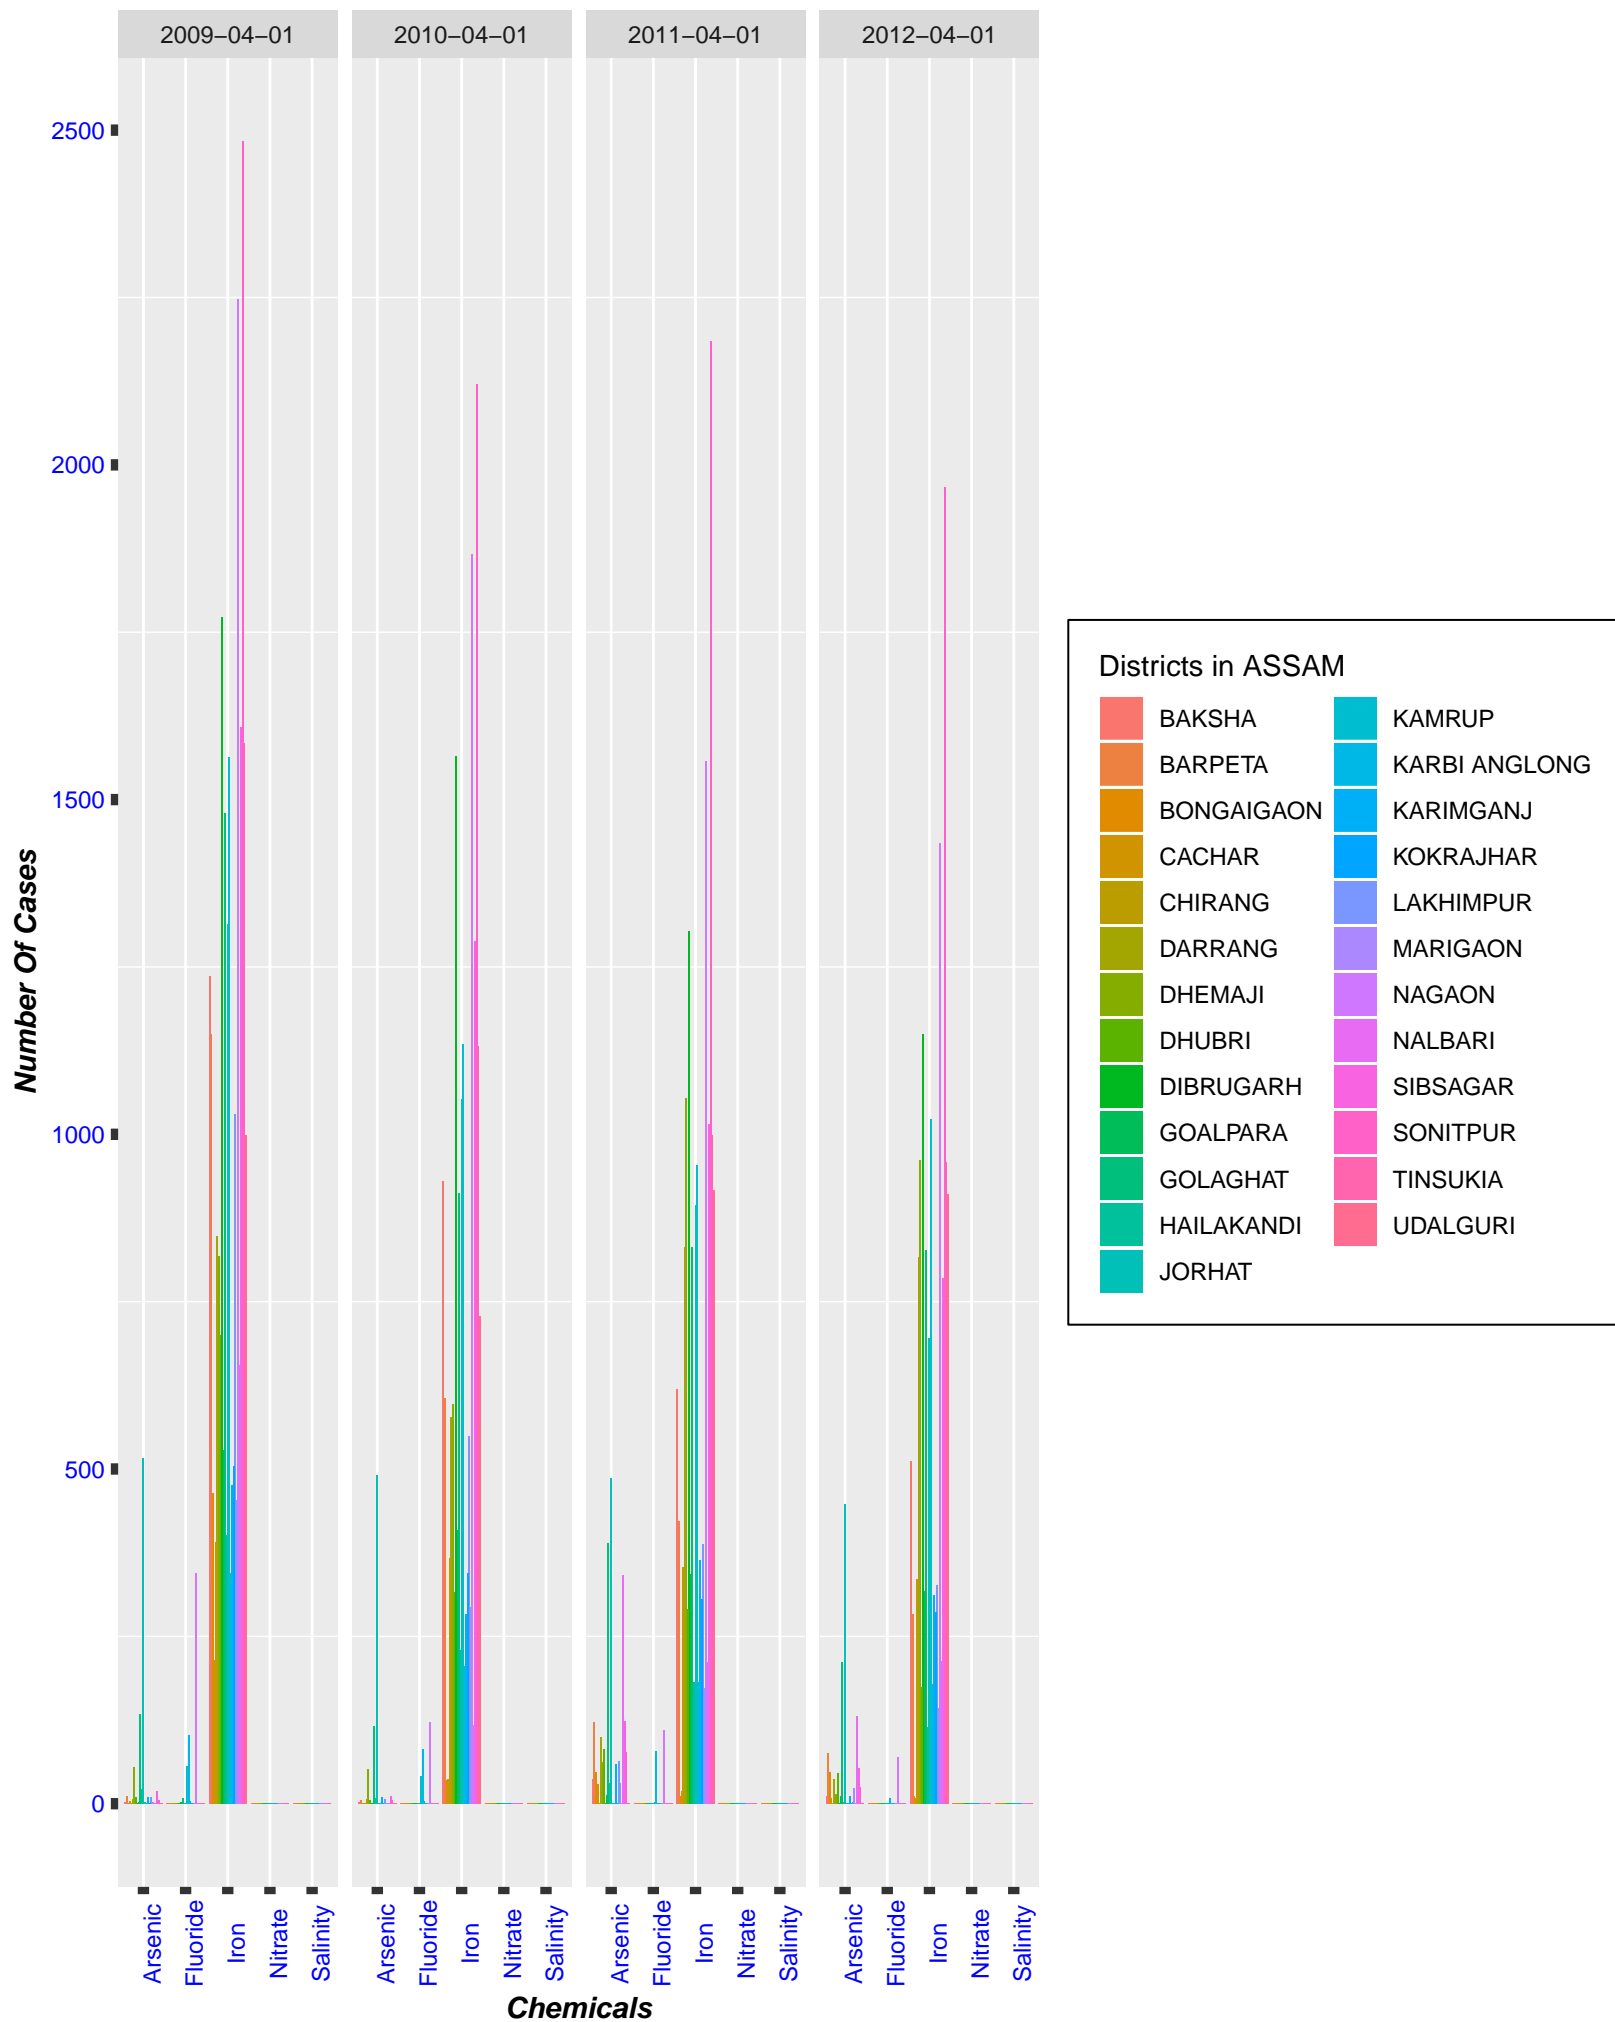 2009−04−01
2010−04−01
2011−04−01
2012−04−01
2500
2000
1500
1000
500
0
Number Of Cases
Arsenic
Fluoride
Iron
Nitrate
Salinity
Arsenic
Fluoride
Iron
Nitrate
Salinity
Arsenic
Fluoride
Iron
Nitrate
Salinity
Arsenic
Fluoride
Iron
Nitrate
Salinity
Chemicals
Districts in ASSAM
BAKSHA
BARPETA
BONGAIGAON
CACHAR
CHIRANG
DARRANG
DHEMAJI
DHUBRI
DIBRUGARH
GOALPARA
GOLAGHAT
HAILAKANDI
JORHAT
KAMRUP
KARBI ANGLONG
KARIMGANJ
KOKRAJHAR
LAKHIMPUR
MARIGAON
NAGAON
NALBARI
SIBSAGAR
SONITPUR
TINSUKIA
UDALGURI